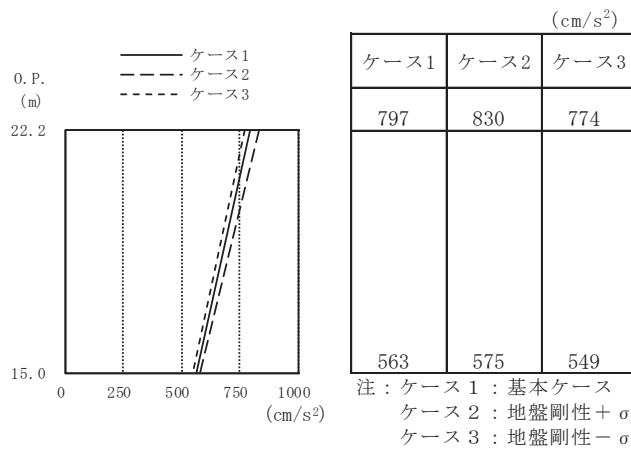 (cm/s²)
ケース1
ケース2
ケース3
O.P.
(m)
ケース1 ケース2 ケース3
22.2
797 830 774
15.0
563 575 549
0 250 500 750 1000
(cm/s²)
注：ケース１：基本ケース
ケース２：地盤剛性＋σ
ケース３：地盤剛性－σ